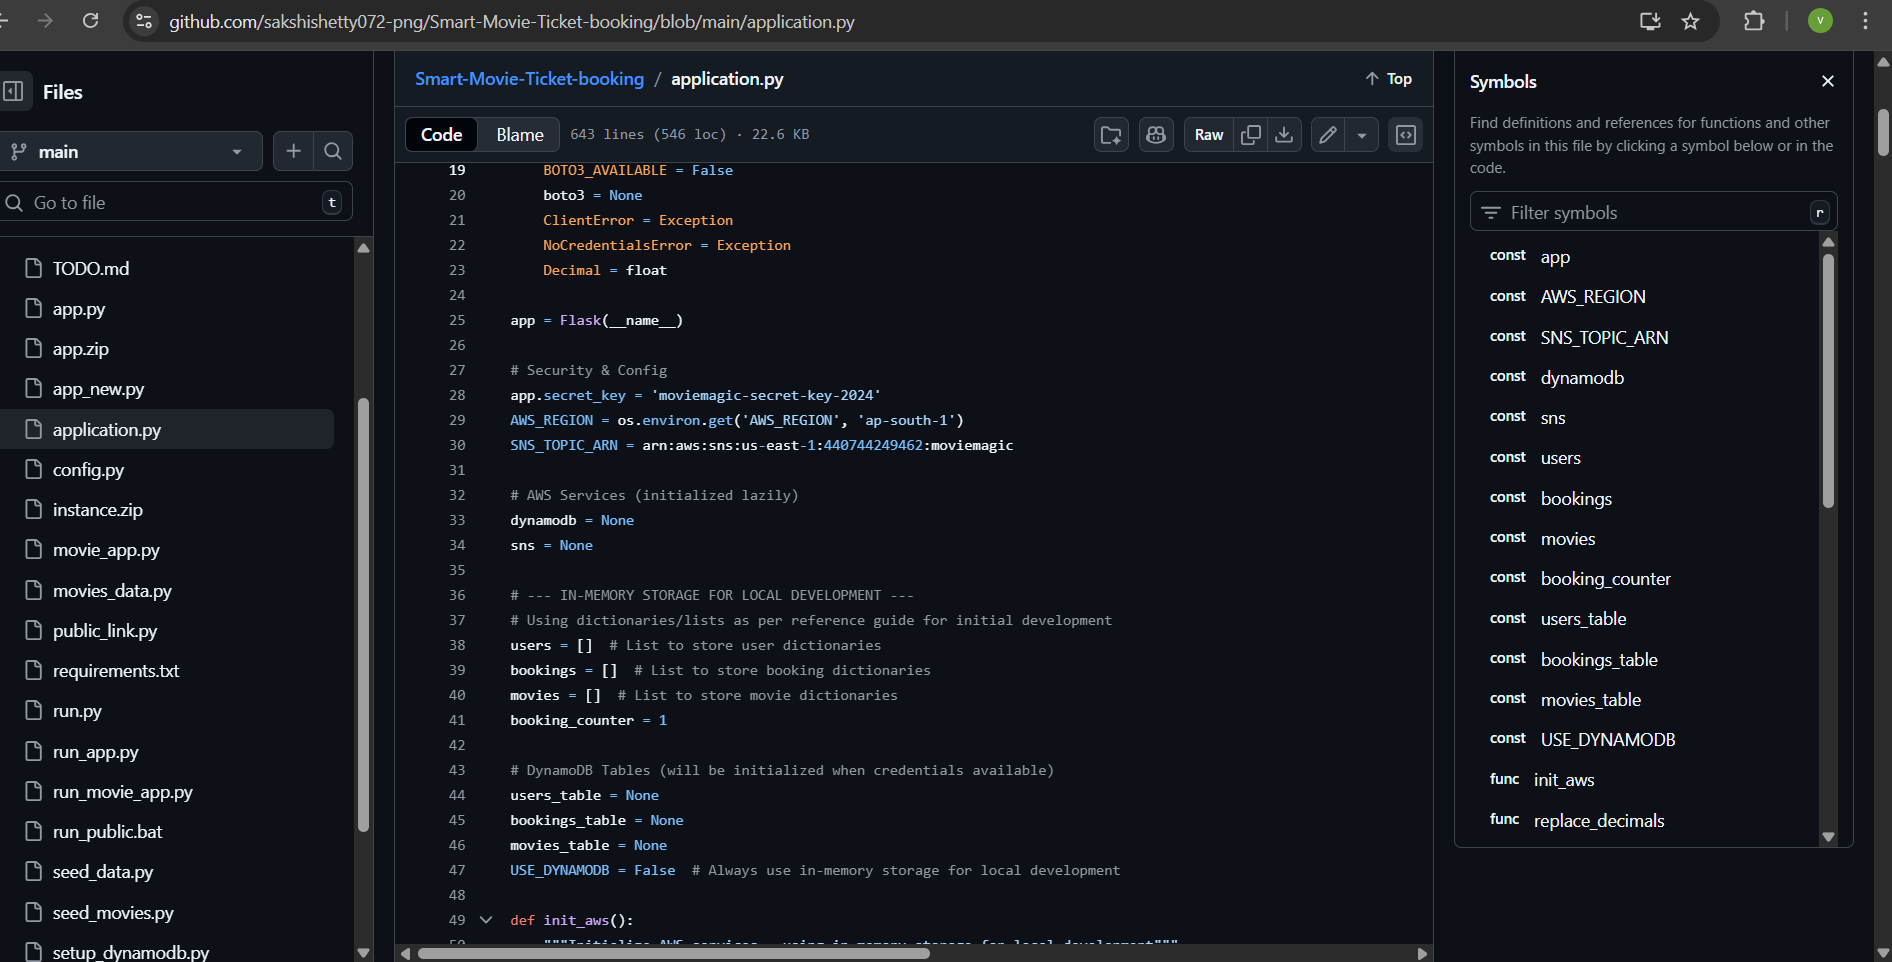 github.com/sakshishetty072-png/Smart-Movie-Ticket-booking/blob/main/application.py
V
Files
main
Go to file
t
TODO.md
app.py
app.zip
app_new.py
application.py
config.py
instance.zip
movie_app.py
movies_data.py
public_link.py
requirements.txt
run.py
run_app.py
run_movie_app.py
run_public.bat
seed_data.py
seed_movies.py
setup_dynamodb.py
Smart-Movie-Ticket-booking / application.py
Top
Code
Blame
643 lines (546 loc) · 22.6 KB
Raw
19 BOTO3_AVAILABLE = False
20 boto3 = None
21 ClientError = Exception
22 NoCredentialsError = Exception
23 Decimal = float
24
25 app = Flask(__name__)
26
27 # Security & Config
28 app.secret_key = 'moviemagic-secret-key-2024'
29 AWS_REGION = os.environ.get('AWS_REGION', 'ap-south-1')
30 SNS_TOPIC_ARN = arn:aws:sns:us-east-1:440744249462:moviemagic
31
32 # AWS Services (initialized lazily)
33 dynamodb = None
34 sns = None
35
36 # --- IN-MEMORY STORAGE FOR LOCAL DEVELOPMENT ---
37 # Using dictionaries/lists as per reference guide for initial development
38 users = [] # List to store user dictionaries
39 bookings = [] # List to store booking dictionaries
40 movies = [] # List to store movie dictionaries
41 booking_counter = 1
42
43 # DynamoDB Tables (will be initialized when credentials available)
44 users_table = None
45 bookings_table = None
46 movies_table = None
47 USE_DYNAMODB = False # Always use in-memory storage for local development
48
49 def init_aws():
50 """Initialize AWS services - using in-memory storage for local development"""
Symbols
Find definitions and references for functions and other
symbols in this file by clicking a symbol below or in the
code.
Filter symbols
r
const app
const AWS_REGION
const SNS_TOPIC_ARN
const dynamodb
const sns
const users
const bookings
const movies
const booking_counter
const users_table
const bookings_table
const movies_table
const USE_DYNAMODB
func init_aws
func replace_decimals